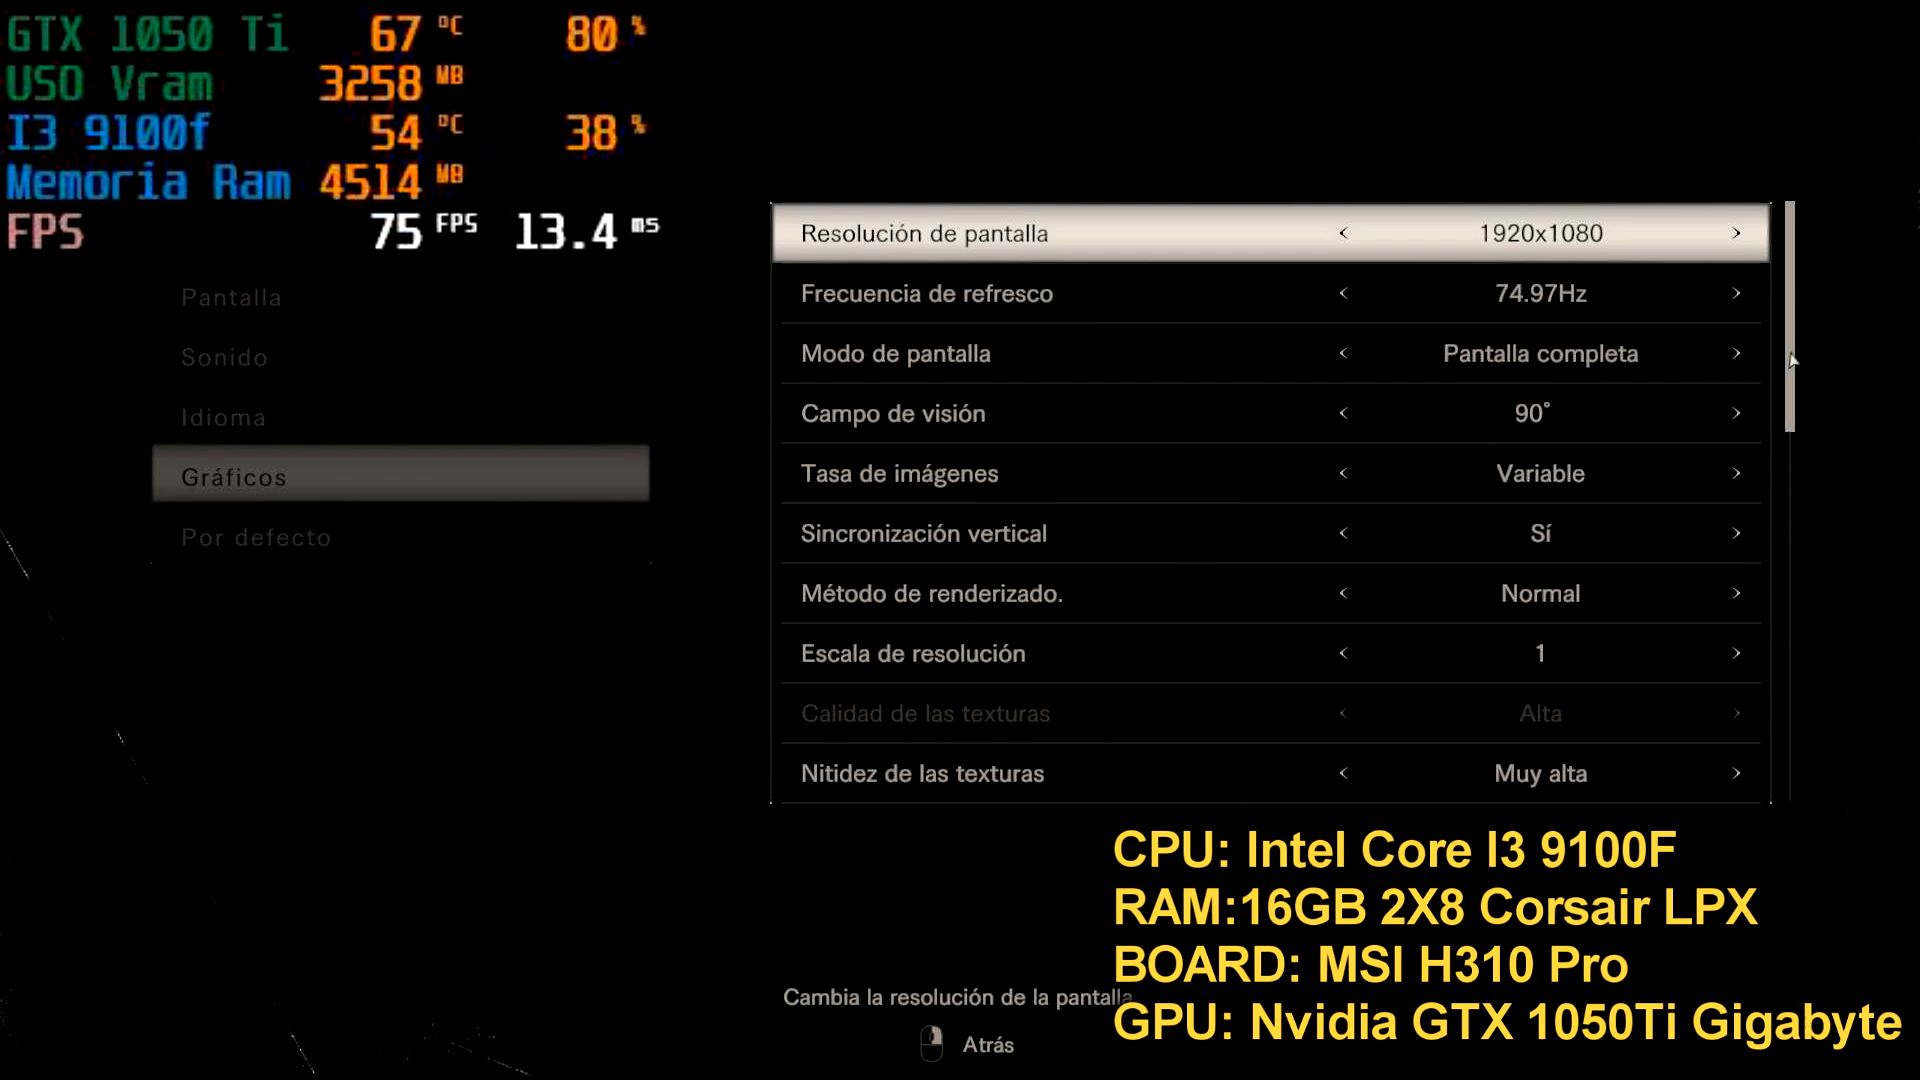 GTX 1050 Ti 67 °C 80 %
USO Vram 3258 MB
I3 9100f 54 °C 38 %
Memoria Ram 4514 MB
FPS 75 FPS 13.4 ms
Pantalla
Sonido
Idioma
Gráficos
Por defecto
Resolución de pantalla < 1920x1080 >
Frecuencia de refresco < 74.97Hz >
Modo de pantalla < Pantalla completa >
Campo de visión < 90° >
Tasa de imágenes < Variable >
Sincronización vertical < Sí >
Método de renderizado. < Normal >
Escala de resolución < 1 >
Calidad de las texturas < Alta >
Nitidez de las texturas < Muy alta >
CPU: Intel Core I3 9100F
RAM:16GB 2X8 Corsair LPX
BOARD: MSI H310 Pro
GPU: Nvidia GTX 1050Ti Gigabyte
Cambia la resolución de la pantalla
Atrás